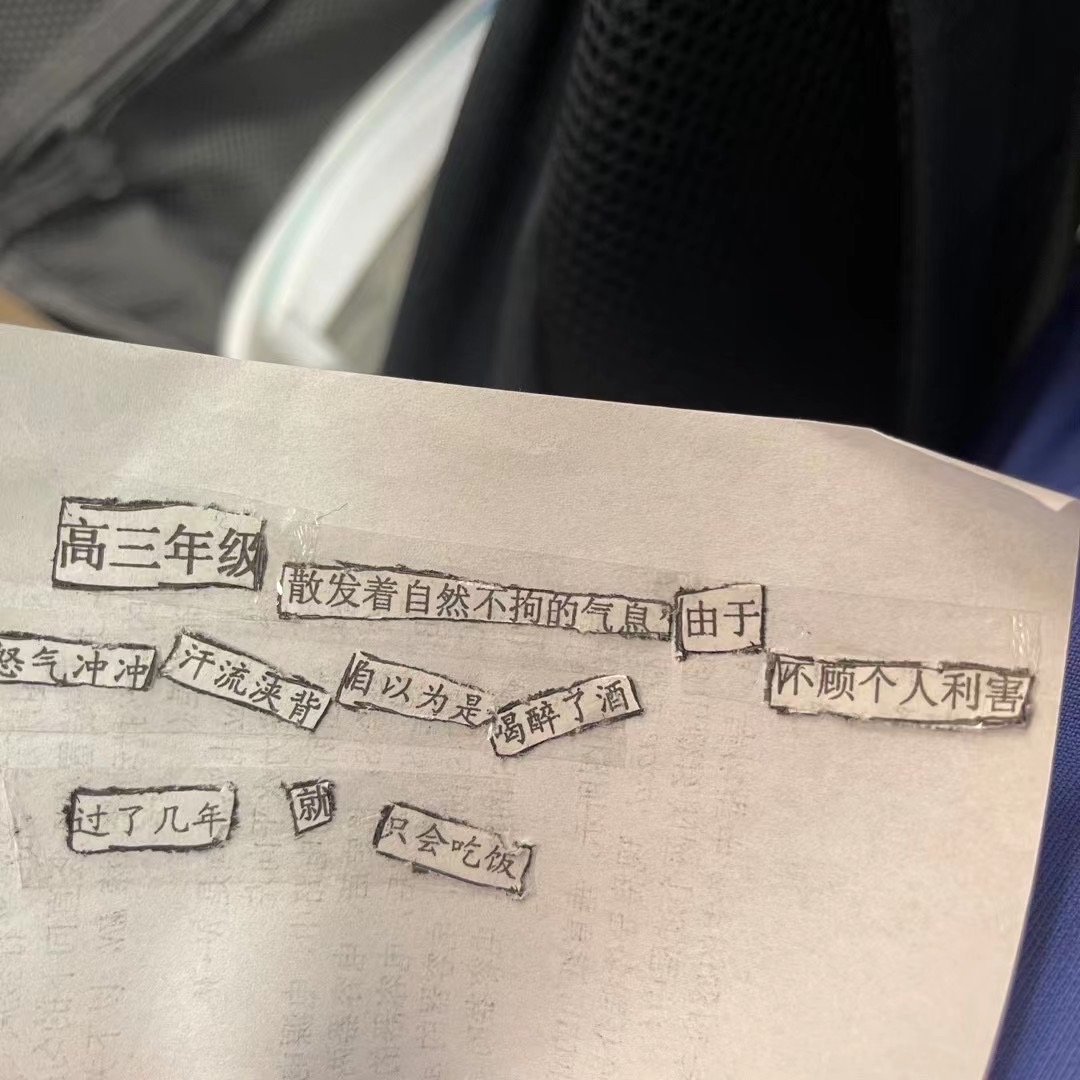 高三年级 散发着自然不拘的气息， 由于
怒气冲冲 汗流浃背 自以为是 喝醉了酒 不顾个人利害
过了几年 就 只会吃饭